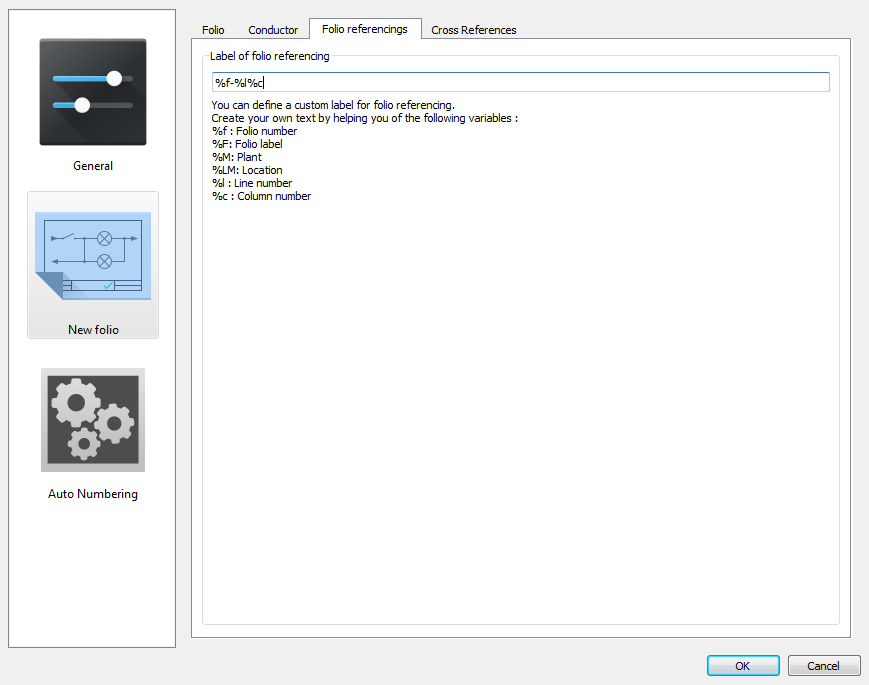 General
New folio
Auto Numbering
Folio
Conductor
Folio referencings
Cross References
Label of folio referencing
%f-%l%c
You can define a custom label for folio referencing.
Create your own text by helping you of the following variables :
%f : Folio number
%F: Folio label
%M: Plant
%LM: Location
%l : Line number
%c : Column number
OK
Cancel